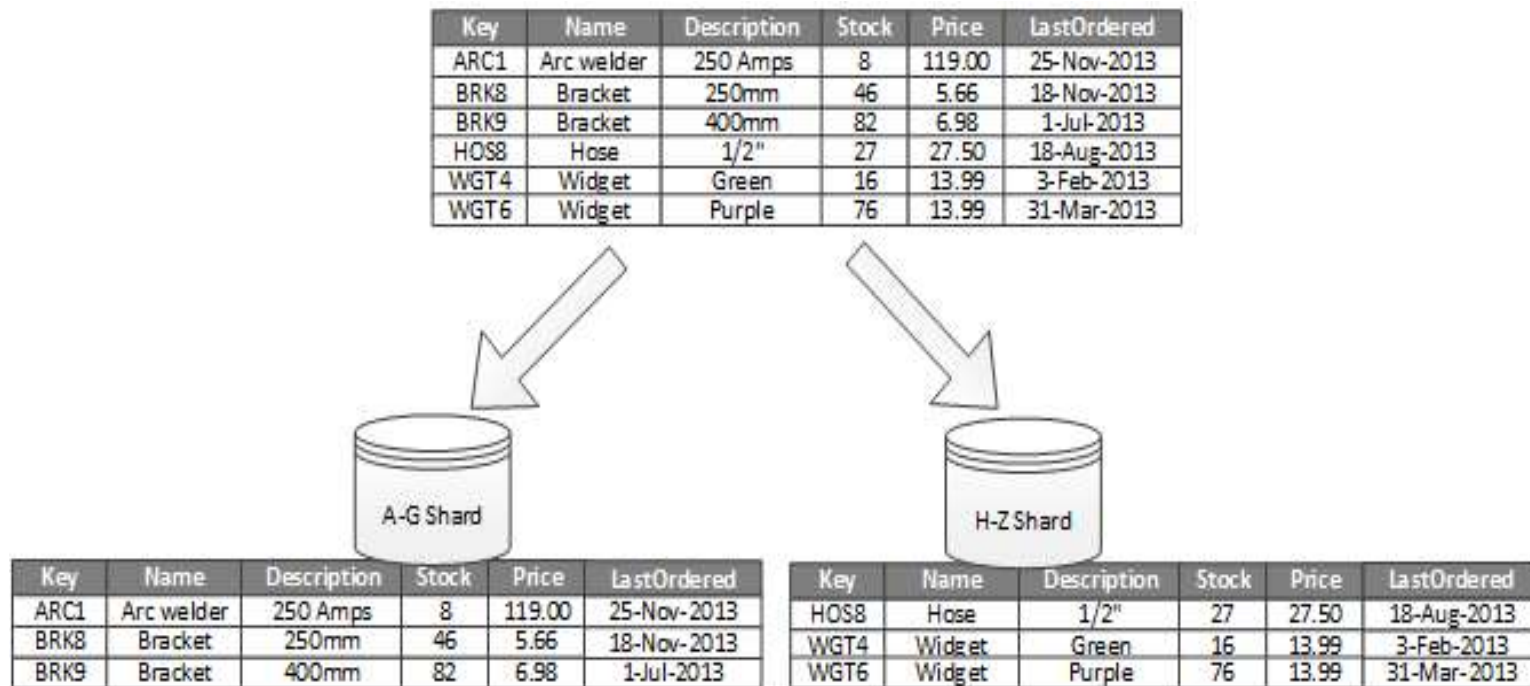 Key Name Description Stock Price LastOrdered
ARC1 Arc welder 250 Amps 8 119.00 25-Nov-2013
BRK8 Bracket 250mm 46 5.66 18-Nov-2013
BRK9 Bracket 400mm 82 6.98 1-Jul-2013
HOS8 Hose 1/2" 27 27.50 18-Aug-2013
WGT4 Widget Green 16 13.99 3-Feb-2013
WGT6 Widget Purple 76 13.99 31-Mar-2013
A-G Shard
H-Z Shard
Key Name Description Stock Price LastOrdered
ARC1 Arc welder 250 Amps 8 119.00 25-Nov-2013
BRK8 Bracket 250mm 46 5.66 18-Nov-2013
BRK9 Bracket 400mm 82 6.98 1-Jul-2013
Key Name Description Stock Price LastOrdered
HOS8 Hose 1/2" 27 27.50 18-Aug-2013
WGT4 Widget Green 16 13.99 3-Feb-2013
WGT6 Widget Purple 76 13.99 31-Mar-2013